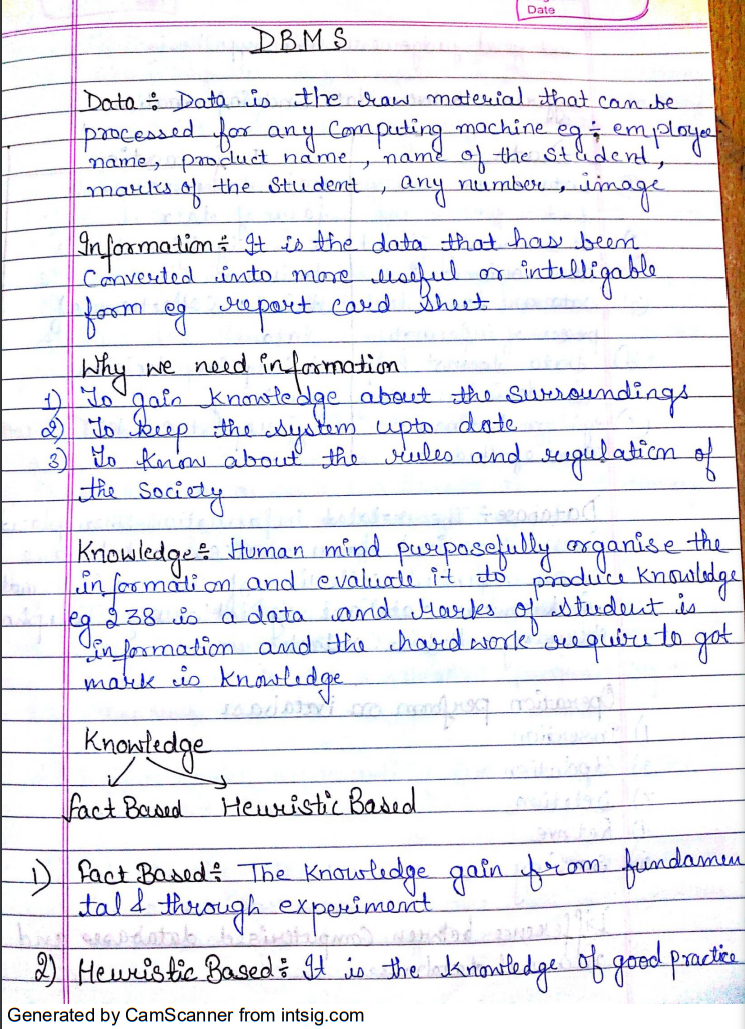 Date
DBMS
Data ÷ Data is the raw material that can be
processed for any Computing machine eg ÷ employee
name, product name, name of the student,
marks of the student, any number, image
Information ÷ It is the data that has been
Converted into more useful or intelligable
form eg report card sheet
Why we need information
1) To gain knowledge about the surroundings
2) To keep the system upto date
3) To know about the rules and regulation of
the society
Knowledge ÷ Human mind purposefully organise the
information and evaluate it to produce knowledge
eg 238 is a data and Marks of student is
information and the hard work require to got
mark is knowledge
Knowledge
fact Based Heuristic Based
1) fact Based ÷ The Knowledge gain from fundamen
tal & through experiment
2) Heuristic Based ÷ It is the knowledge of good practice
Generated by CamScanner from intsig.com